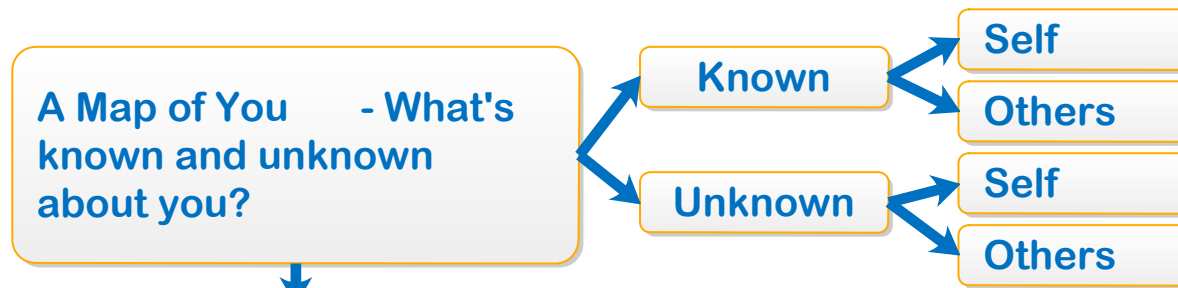 A Map of You - What's
known and unknown
about you?
Known
Self
Others
Unknown
Self
Others